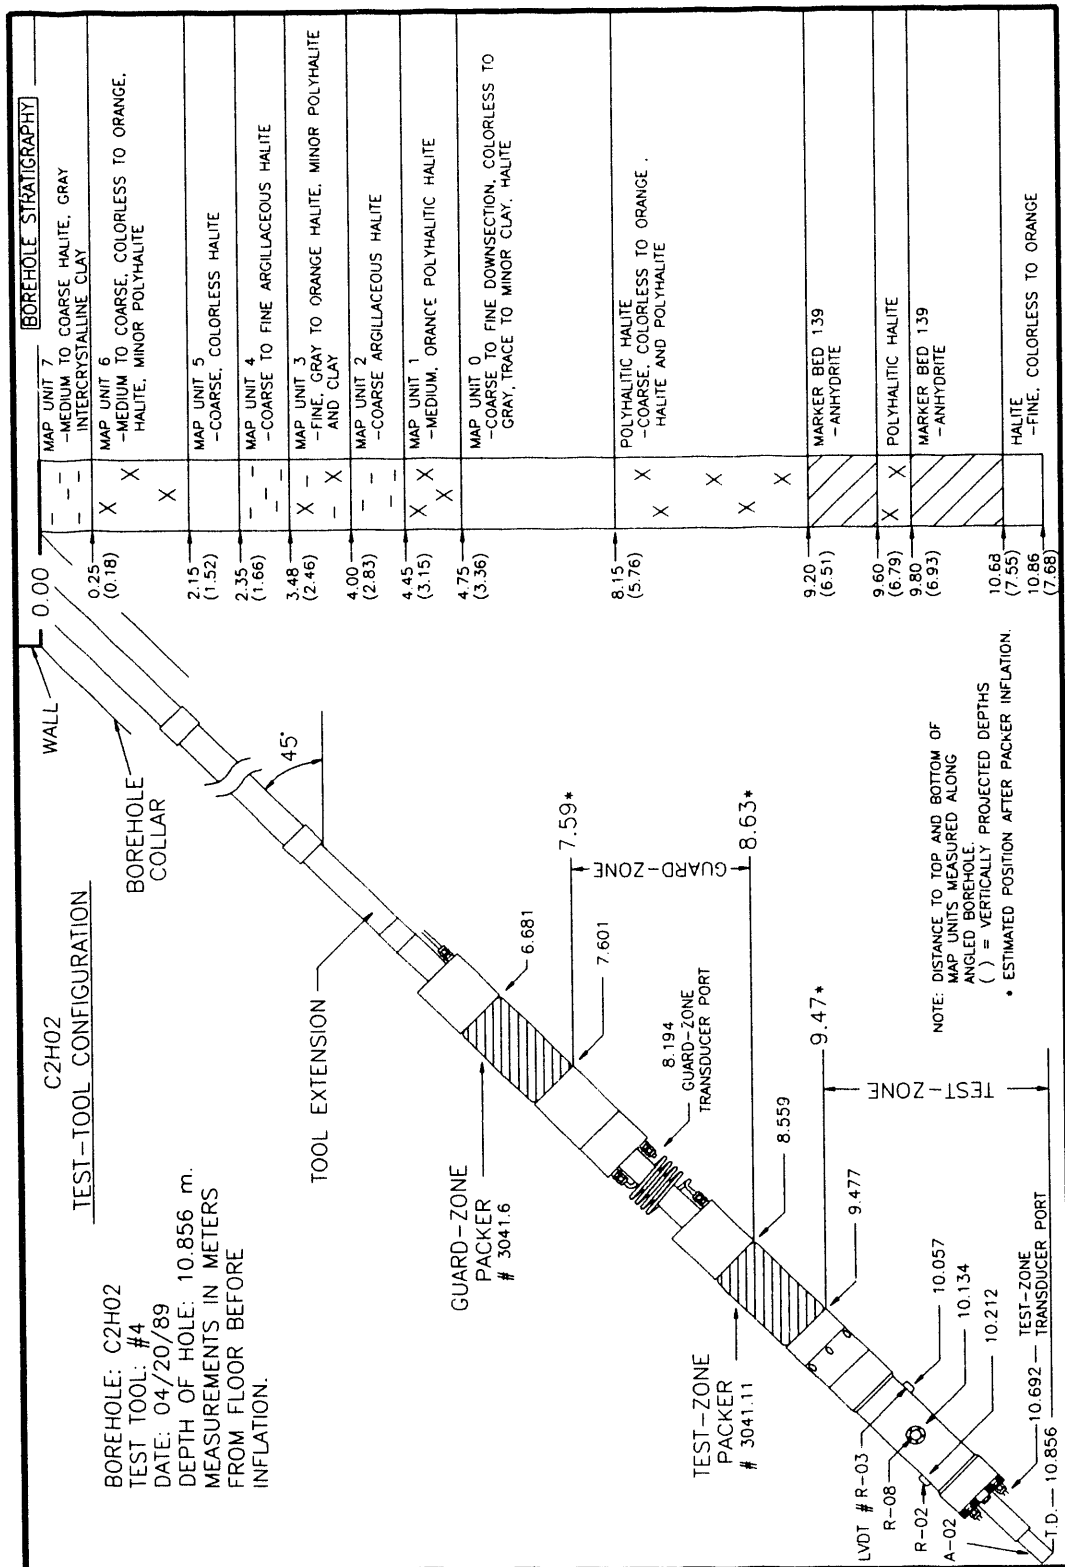 C2H02
TEST-TOOL CONFIGURATION
BOREHOLE: C2H02
TEST TOOL: #4
DATE: 04/20/89
DEPTH OF HOLE: 10.856 m.
MEASUREMENTS IN METERS
FROM FLOOR BEFORE
INFLATION.
WALL
BOREHOLE
COLLAR
45°
TOOL EXTENSION
GUARD-ZONE
PACKER
# 3041.6
6.681
7.601
7.59*
GUARD-ZONE
8.63*
8.194
GUARD-ZONE
TRANSDUCER PORT
TEST-ZONE
PACKER
# 3041.11
8.559
9.477
9.47*
TEST-ZONE
LVDT # R-03
R-08
R-02
A-02
10.057
10.134
10.212
10.692
TEST-ZONE
TRANSDUCER PORT
T.D.
10.856
NOTE: DISTANCE TO TOP AND BOTTOM OF
MAP UNITS MEASURED ALONG
ANGLED BOREHOLE.
( ) = VERTICALLY PROJECTED DEPTHS
* ESTIMATED POSITION AFTER PACKER INFLATION.
BOREHOLE STRATIGRAPHY
0.00
MAP UNIT 7
-MEDIUM TO COARSE HALITE, GRAY
INTERCRYSTALLINE CLAY
0.25
(0.18)
MAP UNIT 6
-MEDIUM TO COARSE, COLORLESS TO ORANGE,
HALITE, MINOR POLYHALITE
2.15
(1.52)
MAP UNIT 5
-COARSE, COLORLESS HALITE
2.35
(1.66)
MAP UNIT 4
-COARSE TO FINE ARGILLACEOUS HALITE
3.48
(2.46)
MAP UNIT 3
-FINE, GRAY TO ORANGE HALITE, MINOR POLYHALITE
AND CLAY
4.00
(2.83)
MAP UNIT 2
-COARSE ARGILLACEOUS HALITE
4.45
(3.15)
MAP UNIT 1
-MEDIUM, ORANGE POLYHALITIC HALITE
4.75
(3.36)
MAP UNIT 0
-COARSE TO FINE DOWNSECTION, COLORLESS TO
GRAY, TRACE TO MINOR CLAY, HALITE
8.15
(5.76)
POLYHALITIC HALITE
-COARSE, COLORLESS TO ORANGE .
HALITE AND POLYHALITE
9.20
(6.51)
MARKER BED 139
-ANHYDRITE
9.60
(6.79)
POLYHALITIC HALITE
9.80
(6.93)
MARKER BED 139
-ANHYDRITE
10.68
(7.55)
HALITE
-FINE, COLORLESS TO ORANGE
10.86
(7.68)